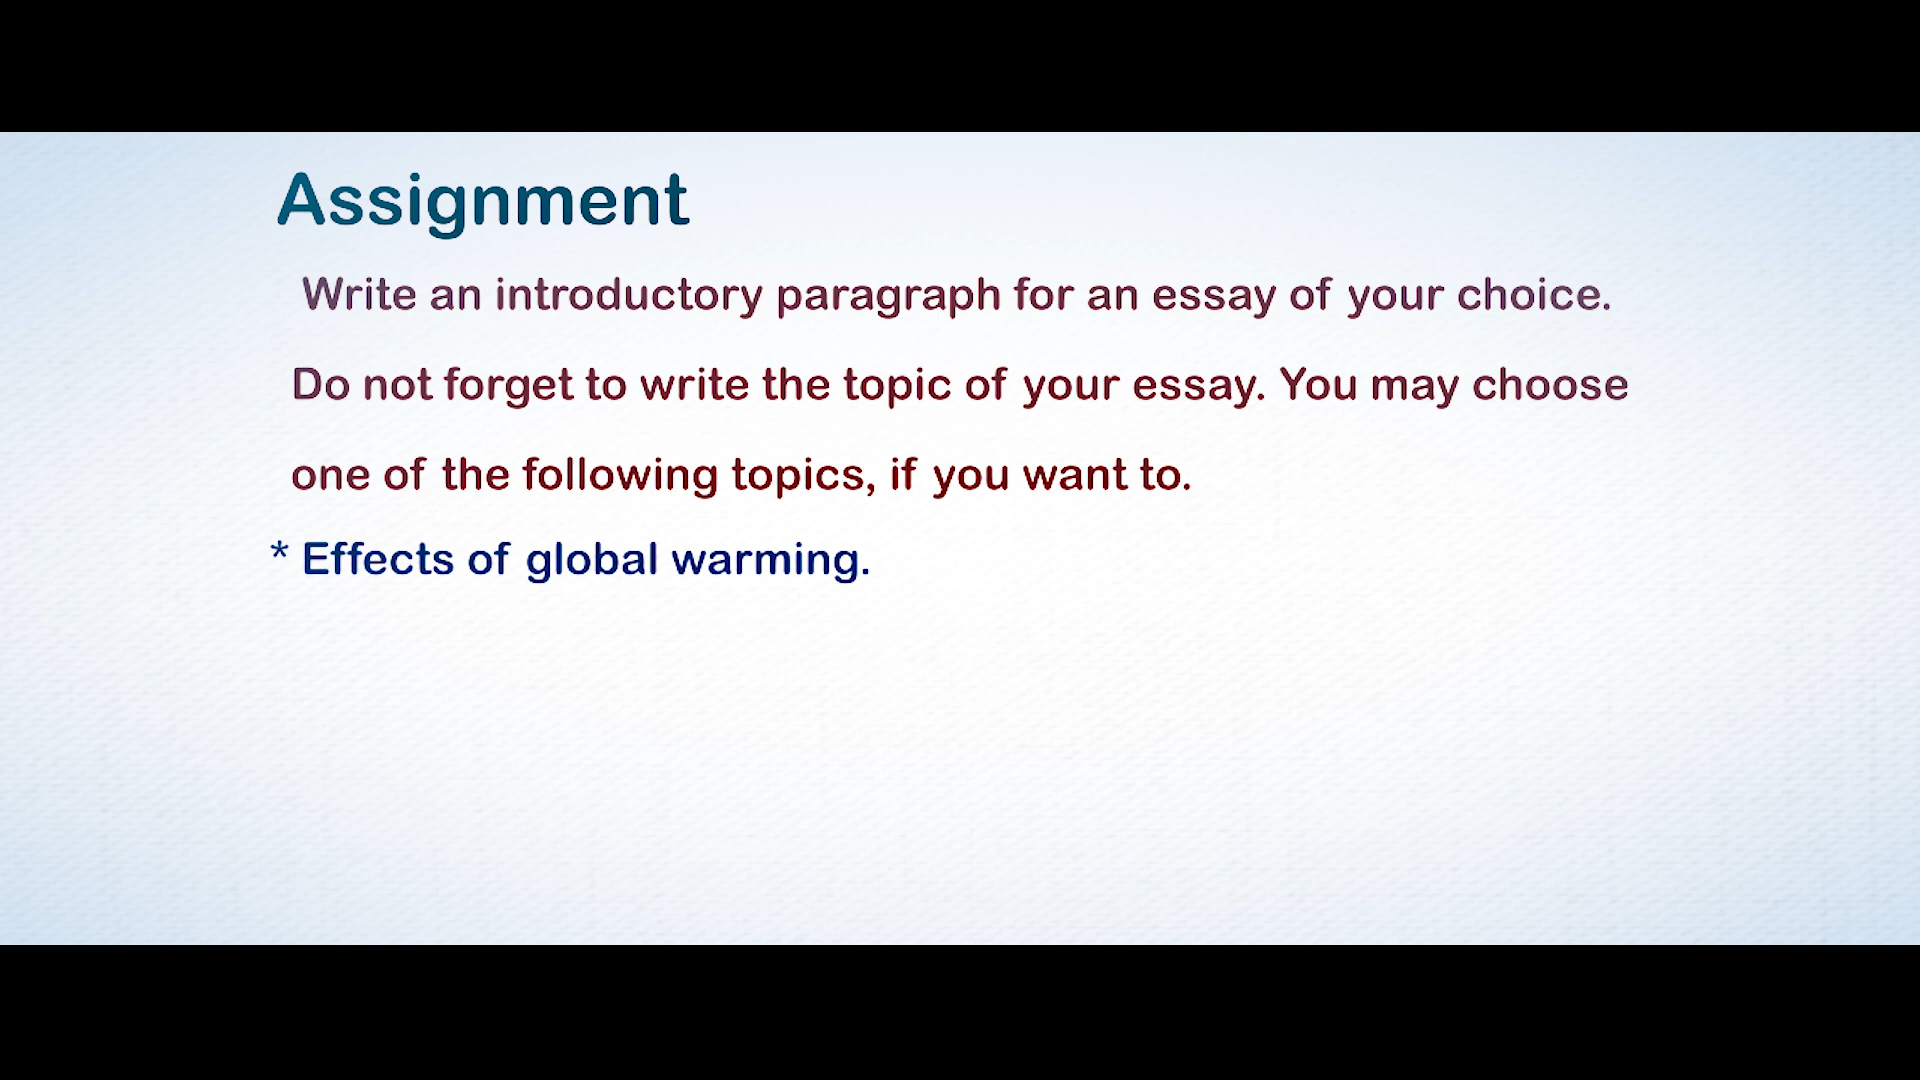 Assignment
Write an introductory paragraph for an essay of your choice.
Do not forget to write the topic of your essay. You may choose
one of the following topics, if you want to.
* Effects of global warming.